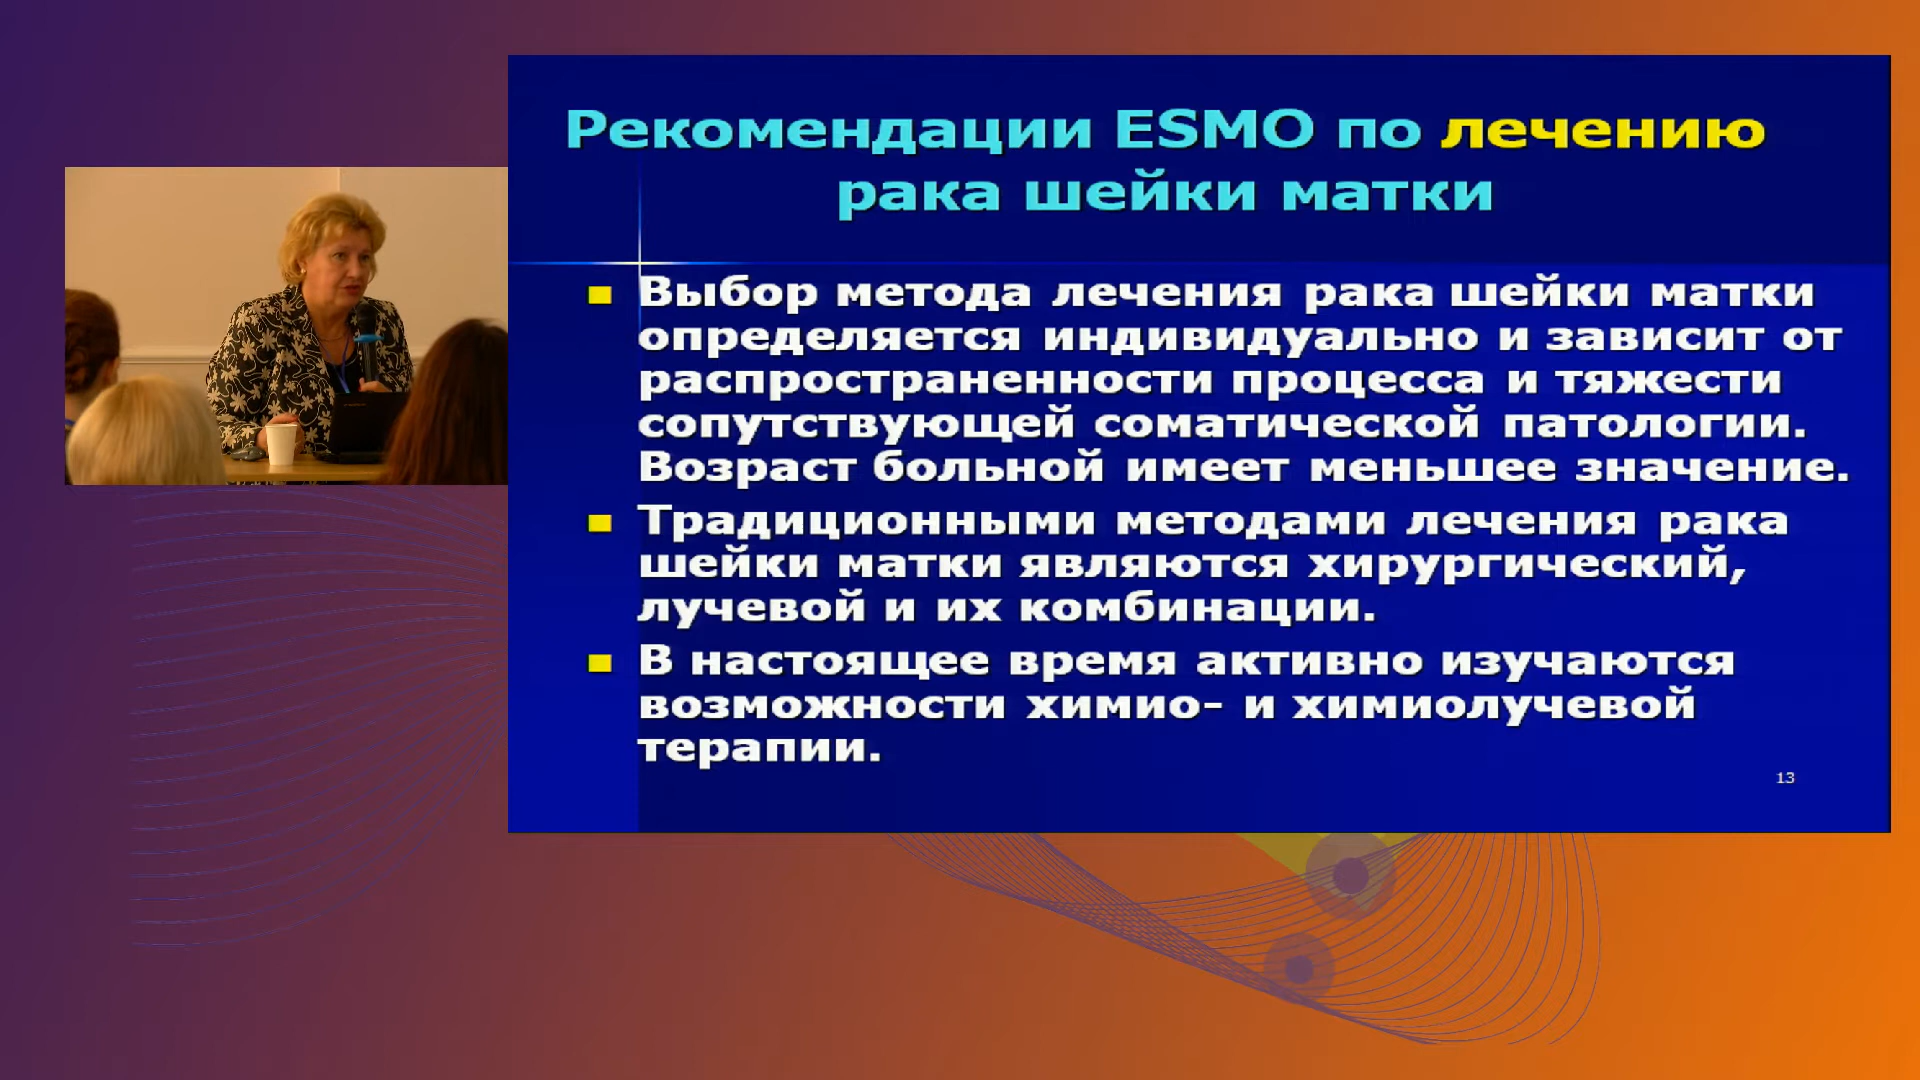 Рекомендации ESMO по лечению
рака шейки матки
Выбор метода лечения рака шейки матки
определяется индивидуально и зависит от
распространенности процесса и тяжести
сопутствующей соматической патологии.
Возраст больной имеет меньшее значение.
Традиционными методами лечения рака
шейки матки являются хирургический,
лучевой и их комбинации.
В настоящее время активно изучаются
возможности химио- и химиолучевой
терапии.
13